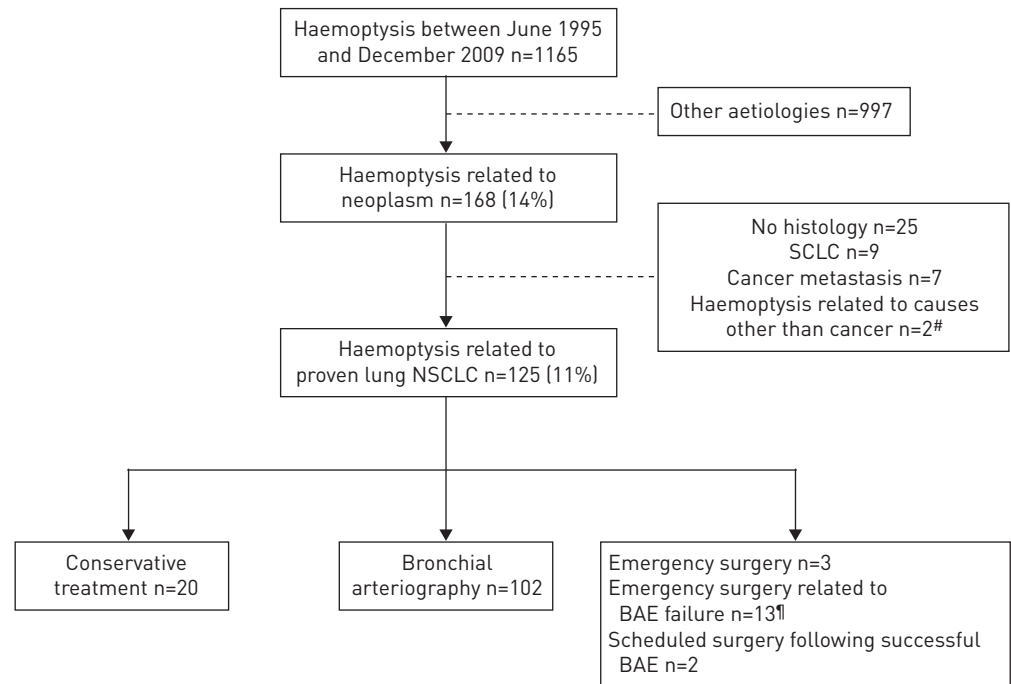 Haemoptysis between June 1995
and December 2009 n=1165
Other aetiologies n=997
Haemoptysis related to
neoplasm n=168 (14%)
No histology n=25
SCLC n=9
Cancer metastasis n=7
Haemoptysis related to causes
other than cancer n=2#
Haemoptysis related to
proven lung NSCLC n=125 (11%)
Conservative
treatment n=20
Bronchial
arteriography n=102
Emergency surgery n=3
Emergency surgery related to
BAE failure n=13¶
Scheduled surgery following successful
BAE n=2